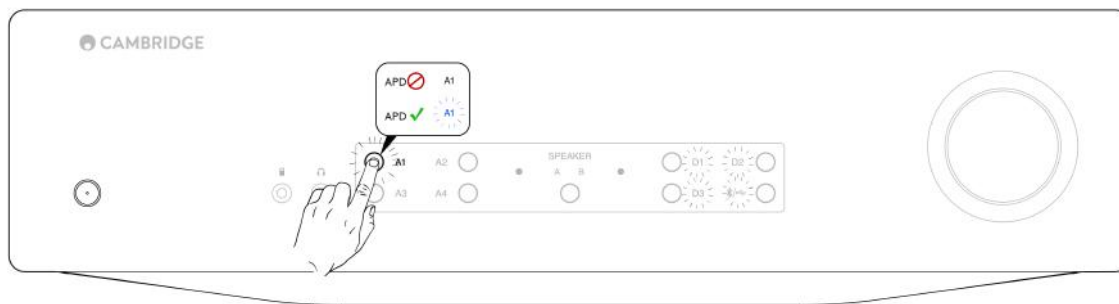 CAMBRIDGE
APD A1
APD A1
A1 A2 SPEAKER D1 D2
A B
A3 A4 D3